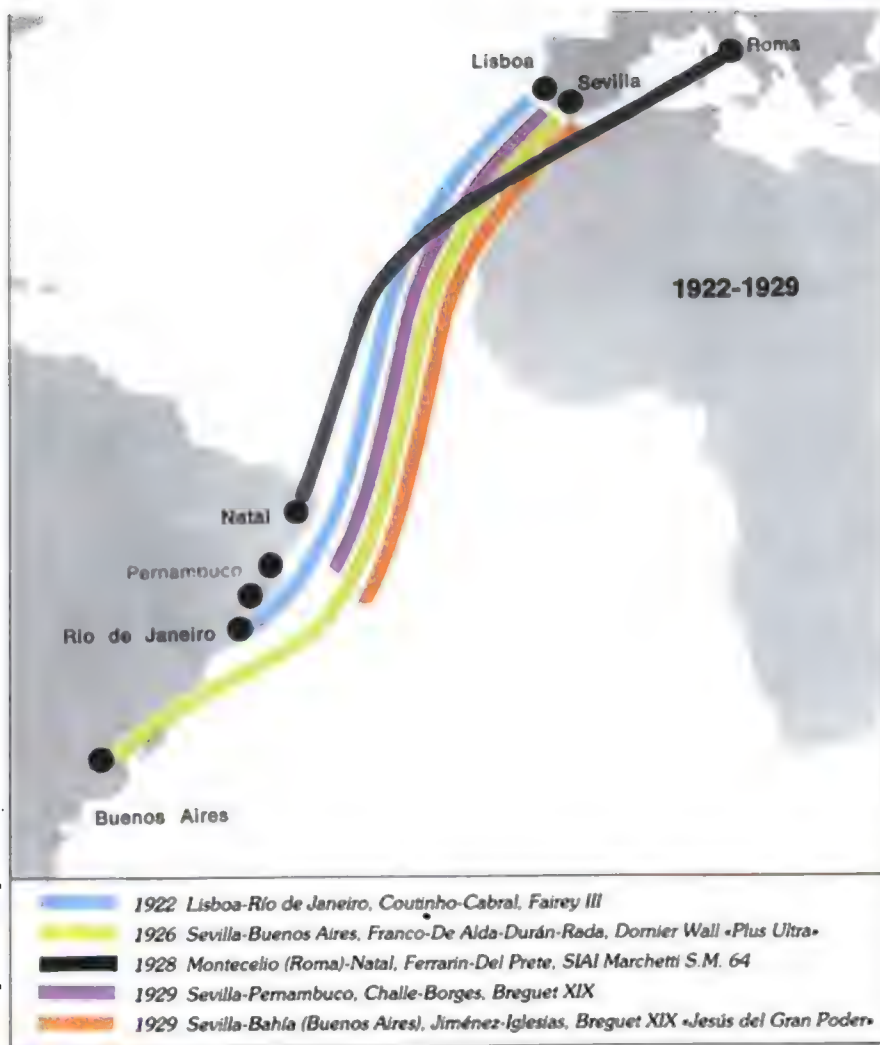 Roma
Lisboa
Sevilla
1922-1929
Natal
Pernambuco
Río de Janeiro
Buenos Aires
1922 Lisboa-Río de Janeiro, Coutinho-Cabral, Fairey III
1926 Sevilla-Buenos Aires, Franco-De Alda-Durán-Rada, Dornier Wall «Plus Ultra»
1928 Montecelio (Roma)-Natal, Ferrarin-Del Prete, SIAI Marchetti S.M. 64
1929 Sevilla-Pernambuco, Challe-Borges, Breguet XIX
1929 Sevilla-Bahía (Buenos Aires), Jiménez-Iglesias, Breguet XIX «Jesús del Gran Poder»